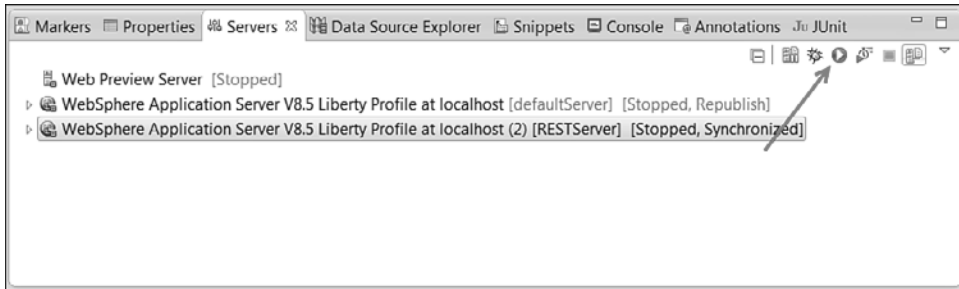 Markers Properties Servers Data Source Explorer Snippets Console Annotations Ju JUnit
Web Preview Server [Stopped]
WebSphere Application Server V8.5 Liberty Profile at localhost [defaultServer] [Stopped, Republish]
WebSphere Application Server V8.5 Liberty Profile at localhost (2) [RESTServer] [Stopped, Synchronized]